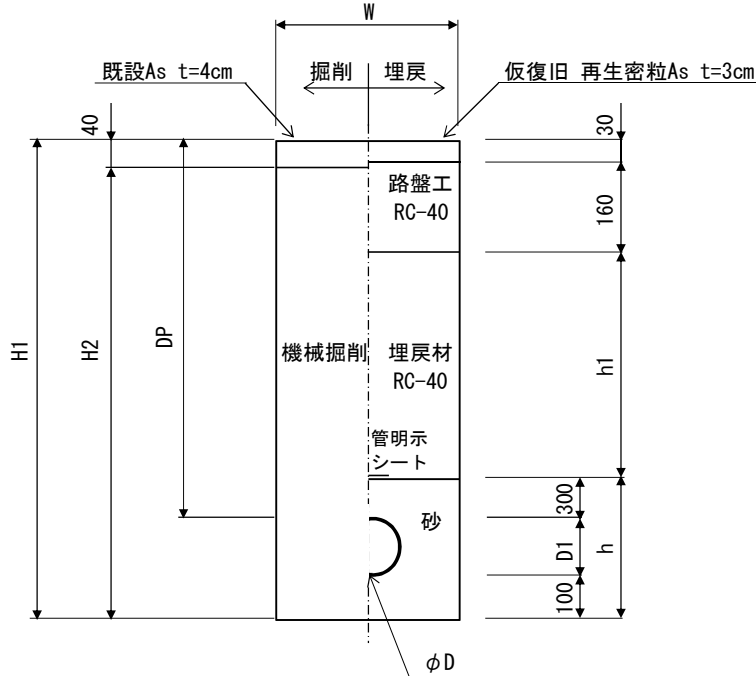 W
既設As t=4cm
掘削
埋戻
仮復旧 再生密粒As t=3cm
40
30
路盤工
RC-40
160
H1
H2
DP
機械掘削
埋戻材
RC-40
h1
管明示
シート
砂
300
D1
h
100
φD